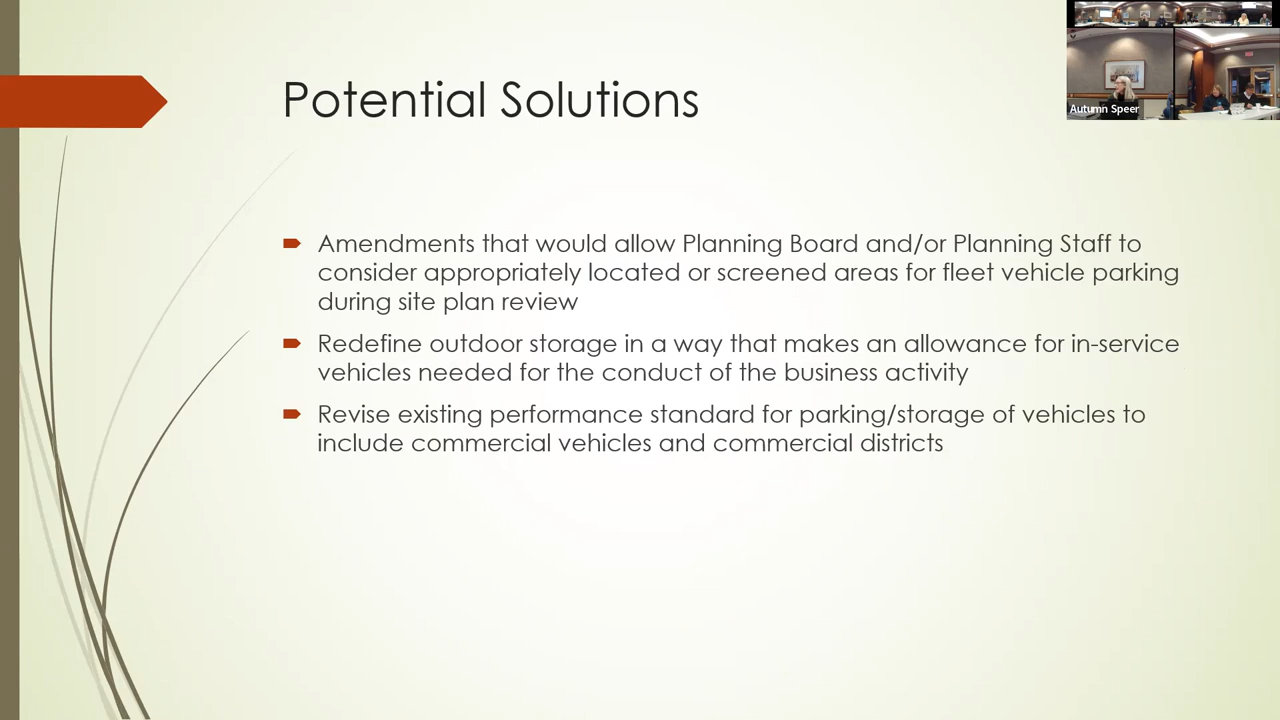 Potential Solutions
Autumn Speer
Amendments that would allow Planning Board and/or Planning Staff to
consider appropriately located or screened areas for fleet vehicle parking
during site plan review
Redefine outdoor storage in a way that makes an allowance for in-service
vehicles needed for the conduct of the business activity
Revise existing performance standard for parking/storage of vehicles to
include commercial vehicles and commercial districts